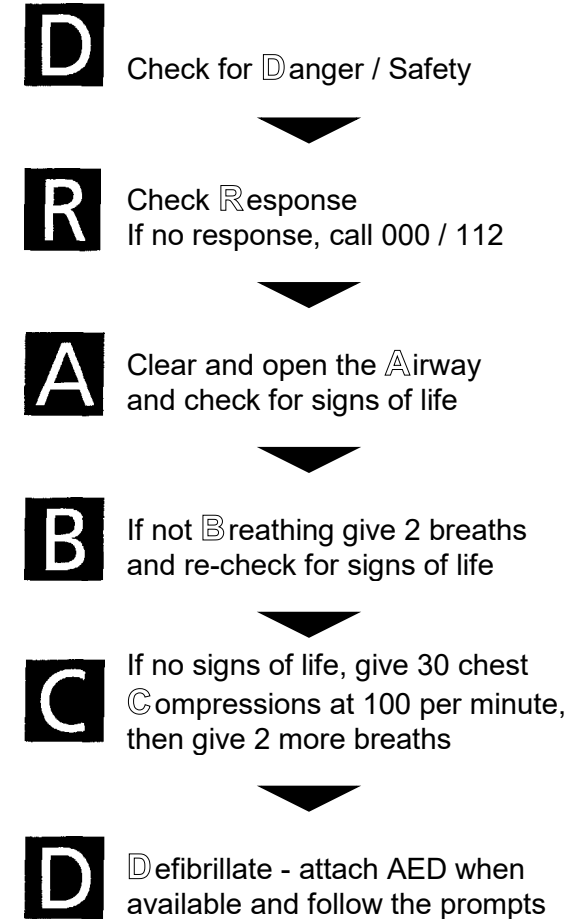 D
Check for Danger / Safety
R
Check Response
If no response, call 000 / 112
A
Clear and open the Airway
and check for signs of life
B
If not Breathing give 2 breaths
and re-check for signs of life
C
If no signs of life, give 30 chest
Compressions at 100 per minute,
then give 2 more breaths
D
Defibrillate - attach AED when
available and follow the prompts